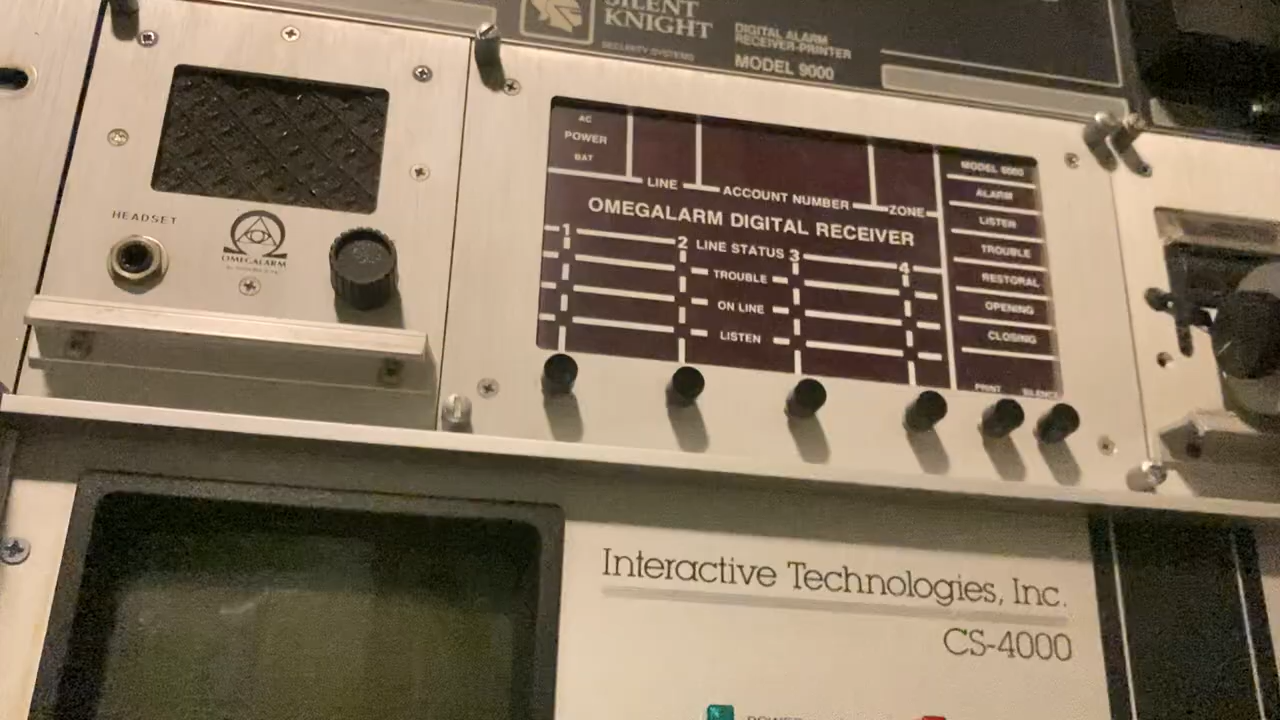 SILENT
KNIGHT
SECURITY SYSTEMS
DIGITAL ALARM
RECEIVER-PRINTER
MODEL 9000
HEADSET
OMEGALARM
AC
POWER
BAT
LINE
ACCOUNT NUMBER
ZONE
OMEGALARM DIGITAL RECEIVER
1
2
LINE STATUS
3
4
TROUBLE
ON LINE
LISTEN
ALARM
LISTEN
TROUBLE
RESTORAL
OPENING
CLOSING
PRINT
SILENCE
Interactive Technologies, Inc.
CS-4000